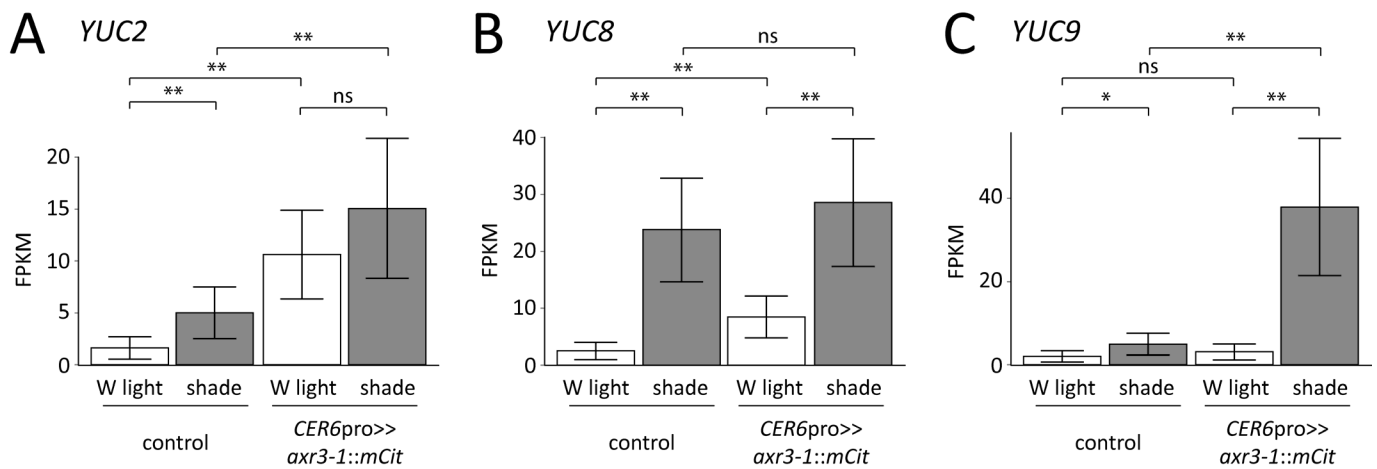 A YUC2
**
**
**
ns
FPKM
20
15
10
5
0
W light shade W light shade
control
CER6pro>>
axr3-1::mCit
B YUC8
ns
**
** **
FPKM
40
30
20
10
0
W light shade W light shade
control
CER6pro>>
axr3-1::mCit
C YUC9
**
ns
* **
FPKM
40
20
0
W light shade W light shade
control
CER6pro>>
axr3-1::mCit